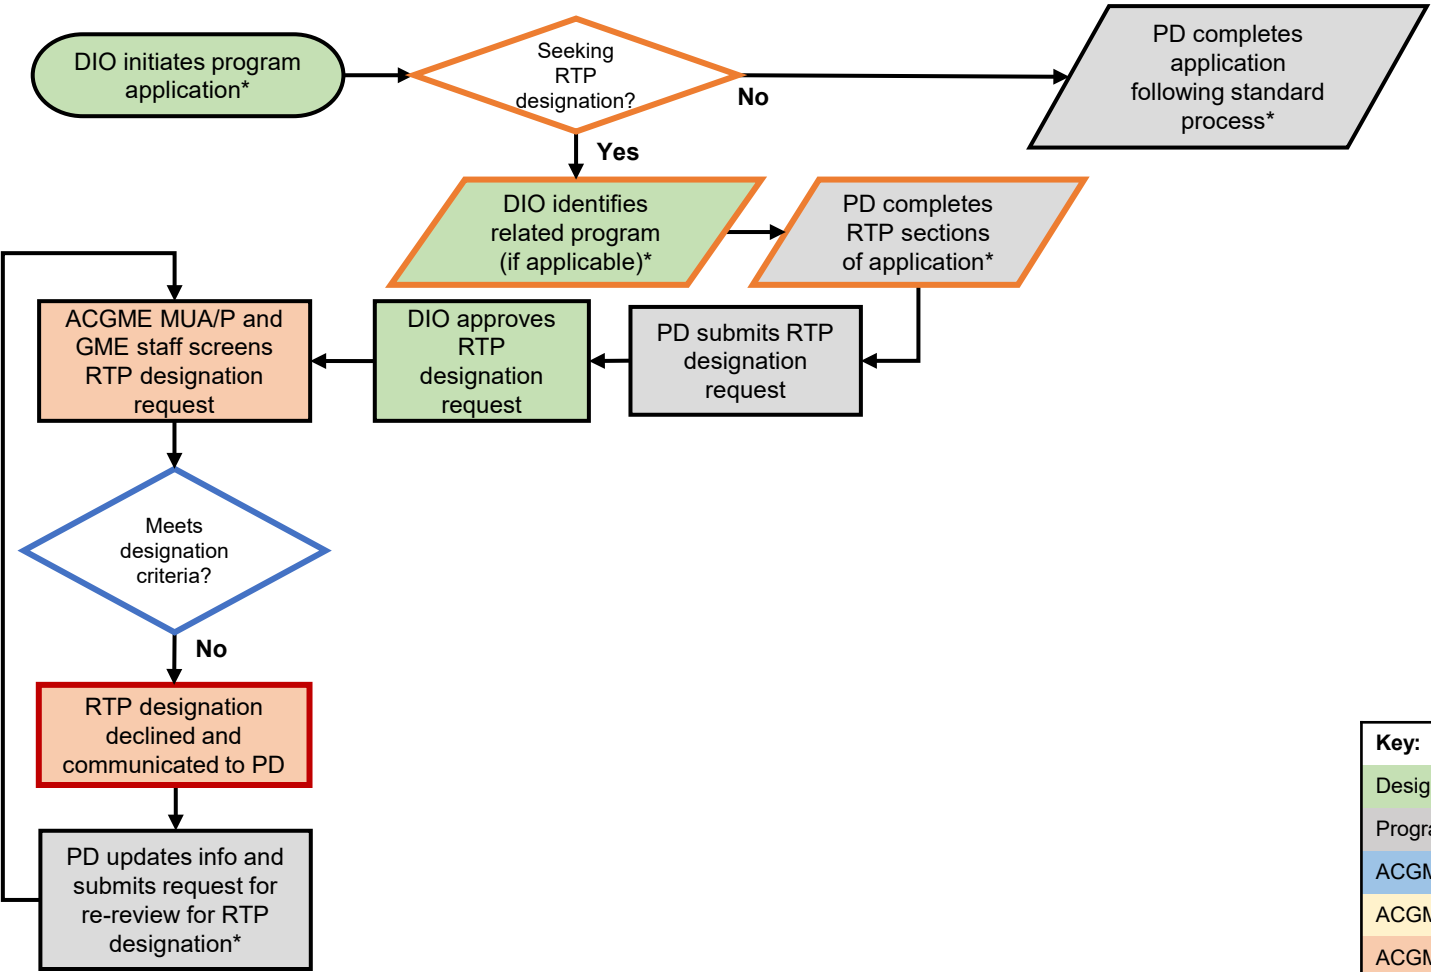 DIO initiates program
application*
Seeking
RTP
designation?
No
PD completes
application
following standard
process*
Yes
DIO identifies
related program
(if applicable)*
PD completes
RTP sections
of application*
ACGME MUA/P and
GME staff screens
RTP designation
request
DIO approves
RTP
designation
request
PD submits RTP
designation
request
Meets
designation
criteria?
No
RTP designation
declined and
communicated to PD
PD updates info and
submits request for
re-review for RTP
designation*
Key: